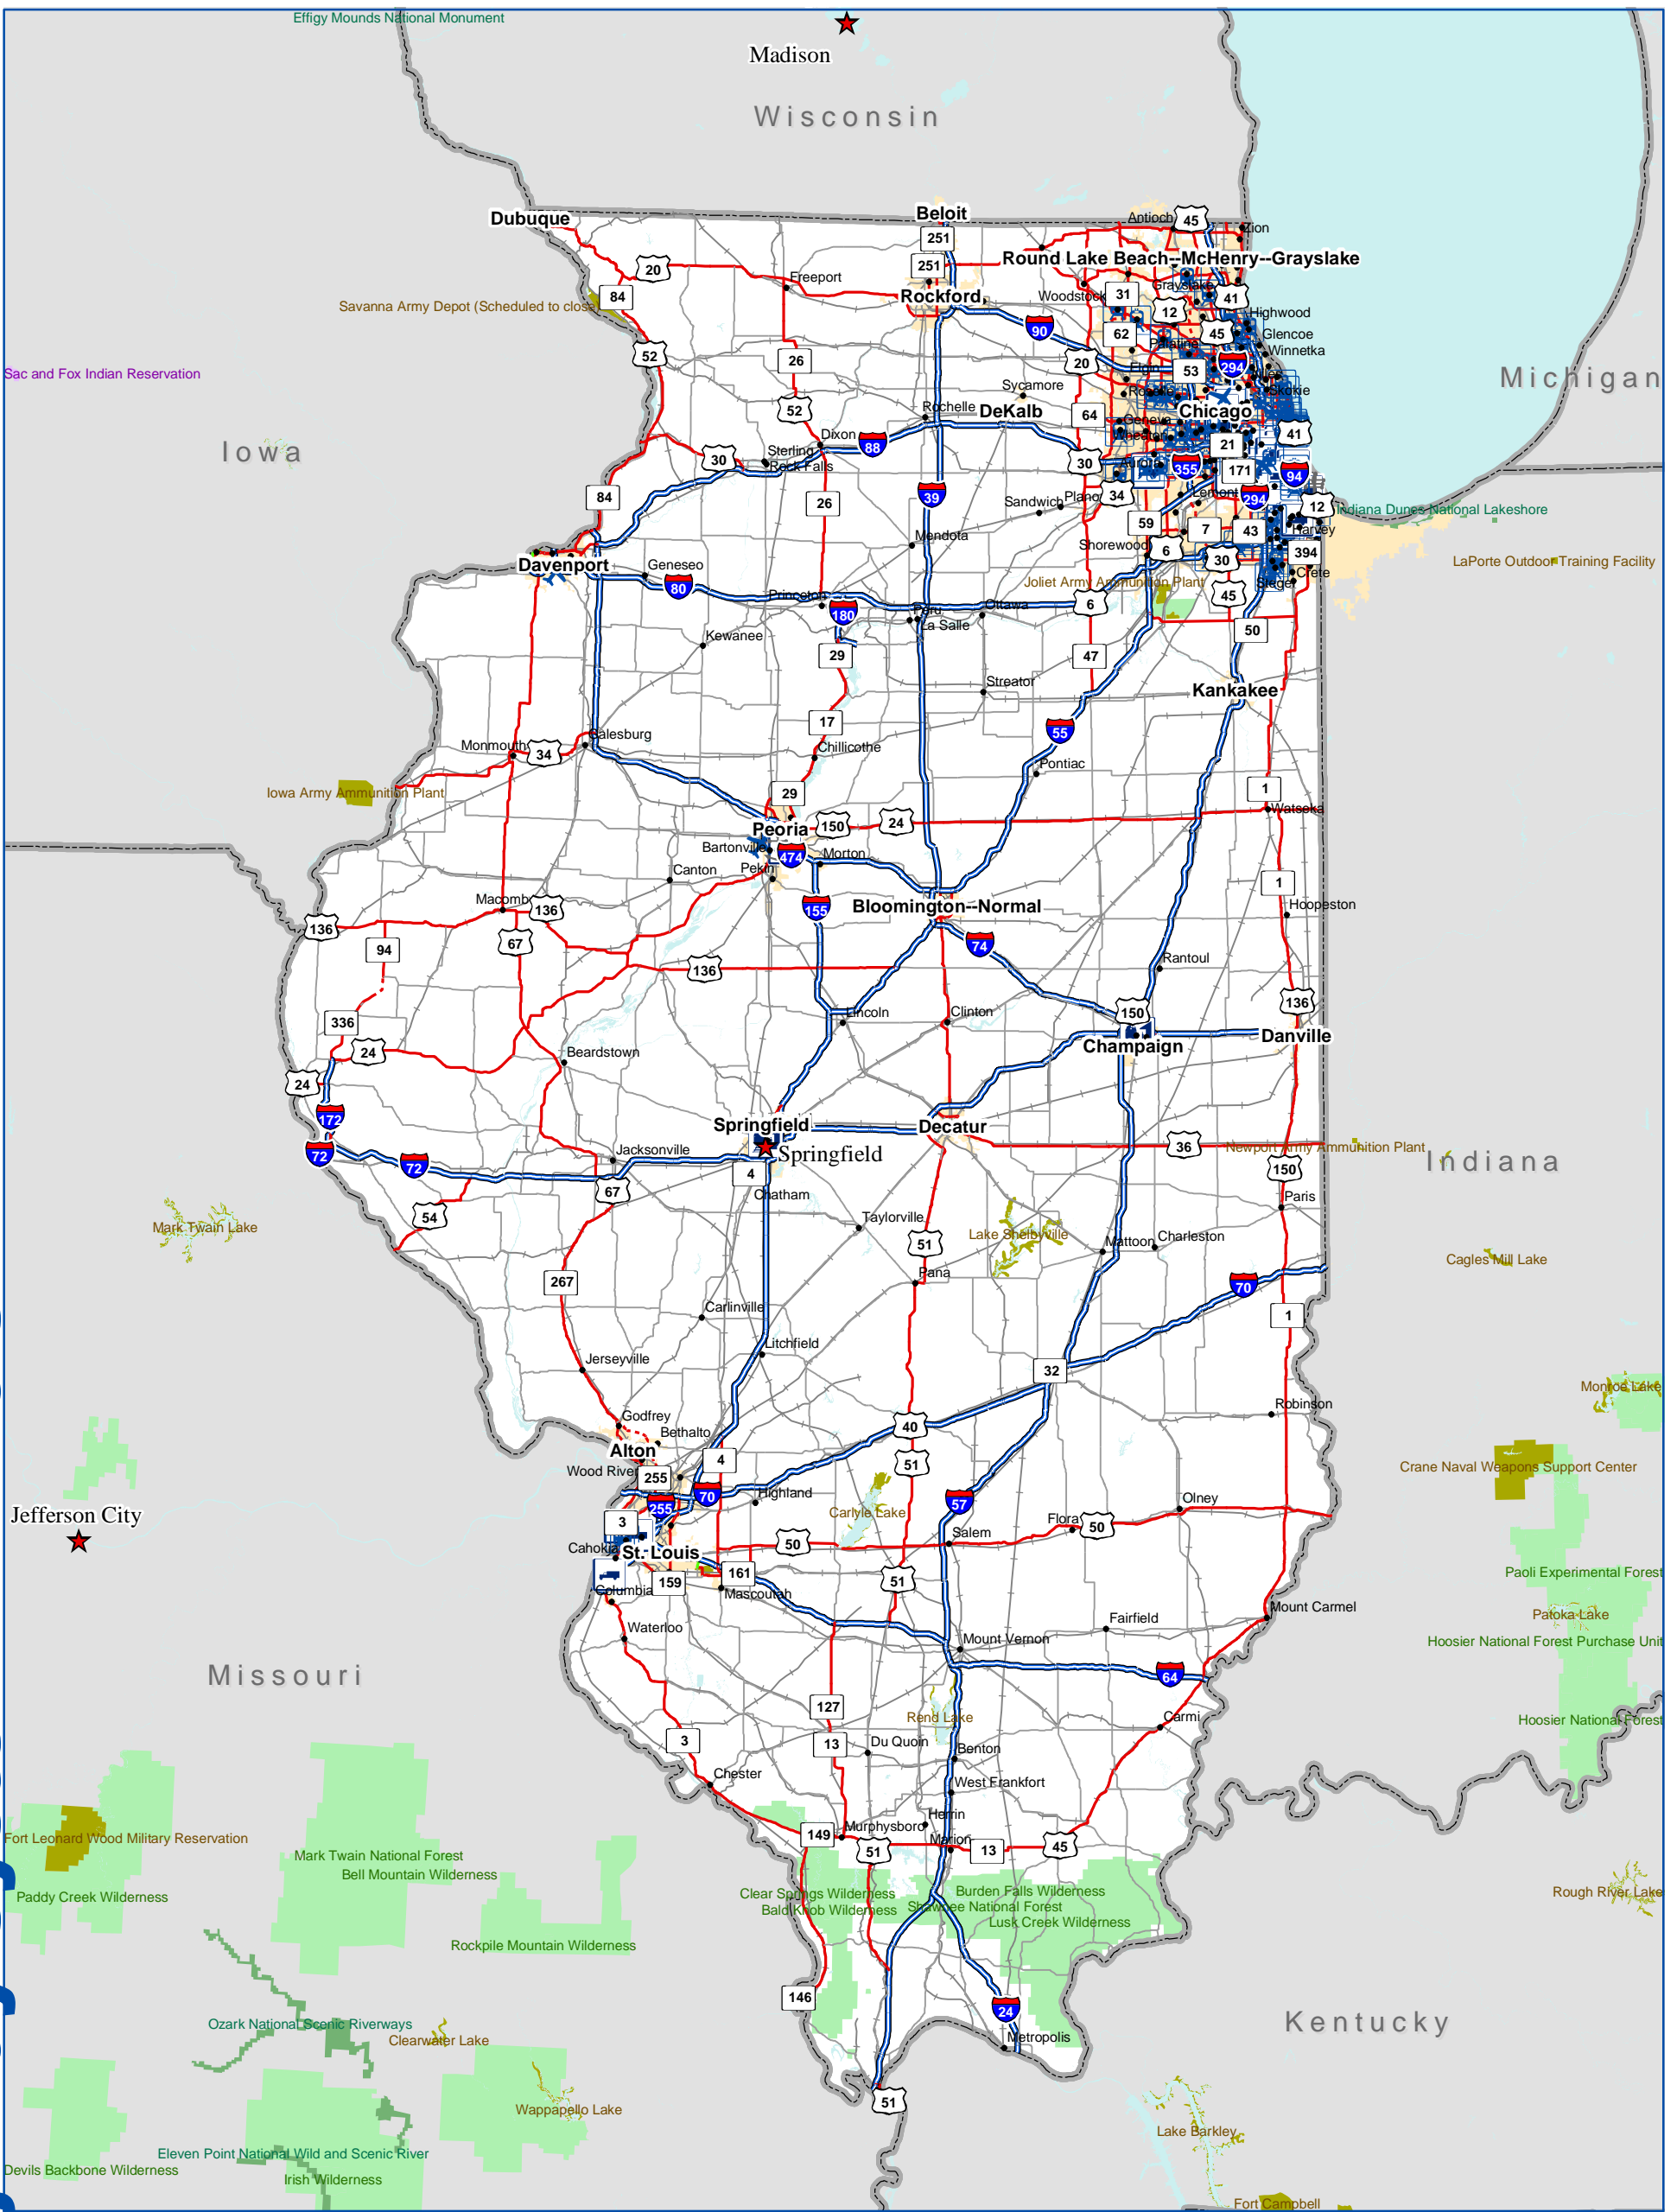 Effigy Mounds National Monument
Madison
Wisconsin
Dubuque
Beloit
Antioch
45
Zion
251
Round Lake Beach--McHenry--Grayslake
20
251
Freeport
84
Savanna Army Depot (Scheduled to close)
Rockford
Woodstock
31
Grayslake
41
12
Highwood
90
62
45
Glencoe
Winnetka
Palatine
52
26
20
Elgin
53
294
Sac and Fox Indian Reservation
Michigan
Niles
Skokie
Sycamore
52
Rochelle
DeKalb
64
Chicago
Geneva
Wheaton
41
Iowa
Dixon
88
21
Sterling
Rock Falls
30
30
Aurora
355
171
94
84
26
39
Sandwich
Plano
34
Lemont
294
12
Indiana Dunes National Lakeshore
59
7
43
Harvey
Mendota
Shorewood
6
30
394
LaPorte Outdoor Training Facility
Davenport
Geneseo
80
Crete
Steger
Joliet Army Ammunition Plant
Princeton
180
Peru
Ottawa
6
45
La Salle
50
Kewanee
29
47
Streator
Kankakee
17
55
Monmouth
34
Galesburg
Chillicothe
Pontiac
Iowa Army Ammunition Plant
29
1
Watseka
Peoria
150
24
Bartonville
474
Morton
Canton
Pekin
1
Macomb
136
155
Bloomington--Normal
Hoopeston
136
67
94
74
136
Rantoul
136
336
Lincoln
Clinton
150
24
Beardstown
Champaign
Danville
24
172
Springfield
Decatur
72
72
Jacksonville
Springfield
36
Newport Army Ammunition Plant
Indiana
4
150
67
Chatham
Paris
54
Mark Twain Lake
Taylorville
51
Lake Shelbyville
Mattoon
Charleston
Cagles Mill Lake
267
Pana
70
Carlinville
1
Litchfield
Jerseyville
32
Monroe Lake
Robinson
Godfrey
Bethalto
40
Alton
4
51
Wood River
255
Crane Naval Weapons Support Center
70
Highland
57
Jefferson City
255
Carlyle Lake
Olney
3
Flora
50
Salem
Cahokia
St. Louis
50
161
51
Paoli Experimental Forest
Columbia
159
Mascoutah
Mount Carmel
Patoka Lake
Waterloo
Fairfield
Mount Vernon
Hoosier National Forest Purchase Unit
Missouri
64
127
Rend Lake
Carmi
Hoosier National Forest
3
13
Du Quoin
Benton
Chester
West Frankfort
Herrin
Fort Leonard Wood Military Reservation
149
Murphysboro
Marion
13
45
51
Mark Twain National Forest
Bell Mountain Wilderness
Paddy Creek Wilderness
Clear Springs Wilderness
Burden Falls Wilderness
Rough River Lake
Bald Knob Wilderness
Shawnee National Forest
Lusk Creek Wilderness
Rockpile Mountain Wilderness
146
24
Ozark National Scenic Riverways
Clearwater Lake
Metropolis
Kentucky
51
Wappapello Lake
Lake Barkley
Eleven Point National Wild and Scenic River
Devils Backbone Wilderness
Irish Wilderness
Fort Campbell